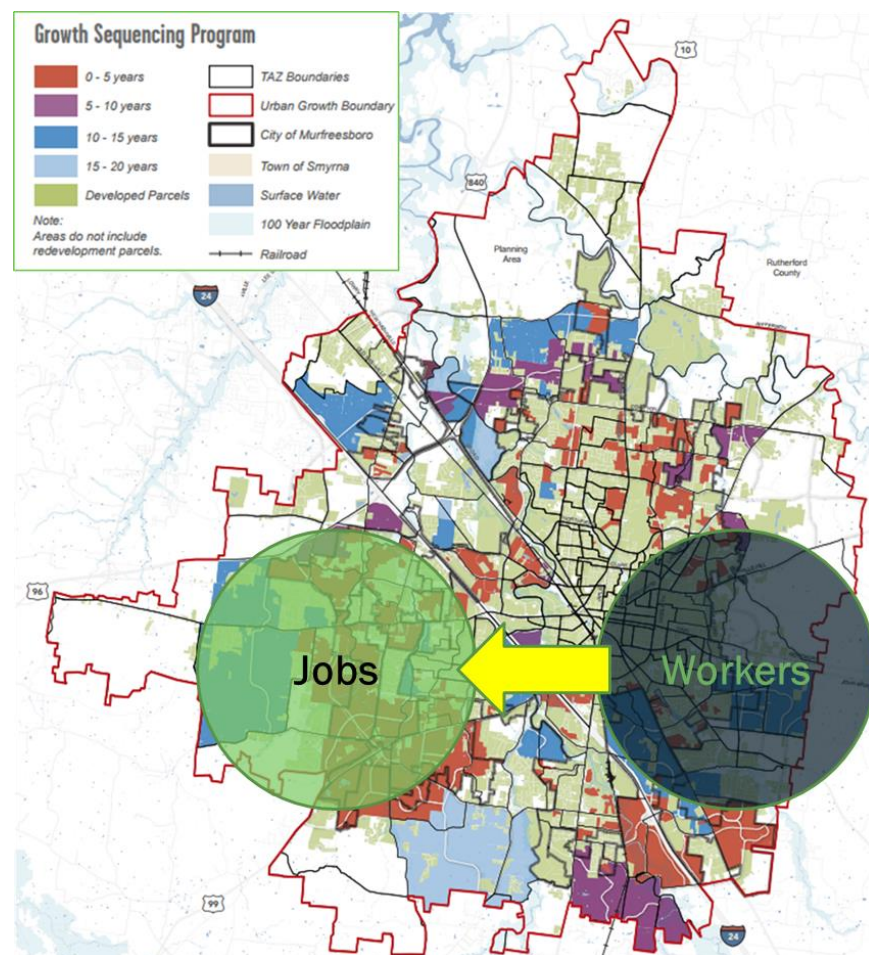 Growth Sequencing Program
0 - 5 years
5 - 10 years
10 - 15 years
15 - 20 years
Developed Parcels
Note:
Areas do not include
redevelopment parcels.
TAZ Boundaries
Urban Growth Boundary
City of Murfreesboro
Town of Smyrna
Surface Water
100 Year Floodplain
Railroad
10
840
Planning
Area
Rutherford
County
24
96
Jobs
Workers
99
24